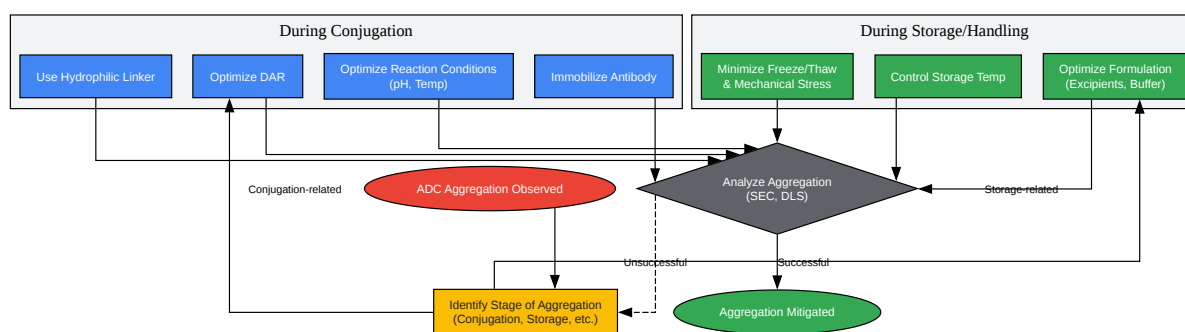 During Conjugation
During Storage/Handling
Use Hydrophilic Linker
Optimize DAR
Optimize Reaction Conditions
(pH, Temp)
Immobilize Antibody
Minimize Freeze/Thaw
& Mechanical Stress
Control Storage Temp
Optimize Formulation
(Excipients, Buffer)
Conjugation-related
ADC Aggregation Observed
Analyze Aggregation
(SEC, DLS)
Storage-related
Unsuccessful
Successful
Identify Stage of Aggregation
(Conjugation, Storage, etc.)
Aggregation Mitigated